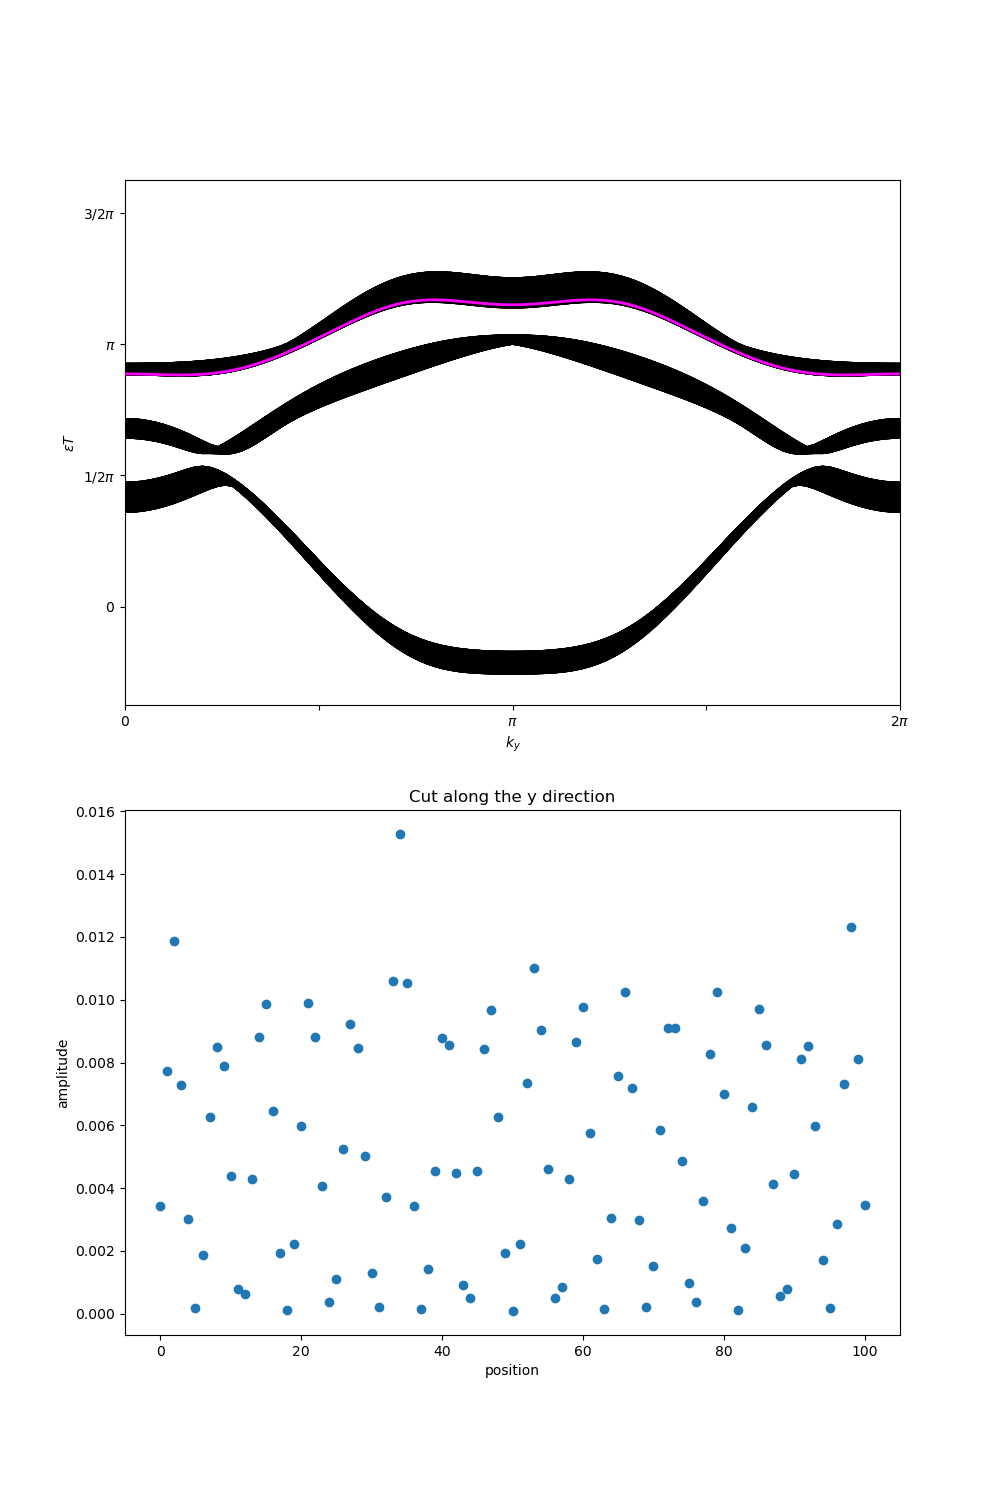 3/2π
π
1/2π
0
εT
0
π
2π
k_y
Cut along the y direction
0.016
0.014
0.012
0.010
0.008
0.006
0.004
0.002
0.000
amplitude
0 20 40 60 80 100
position